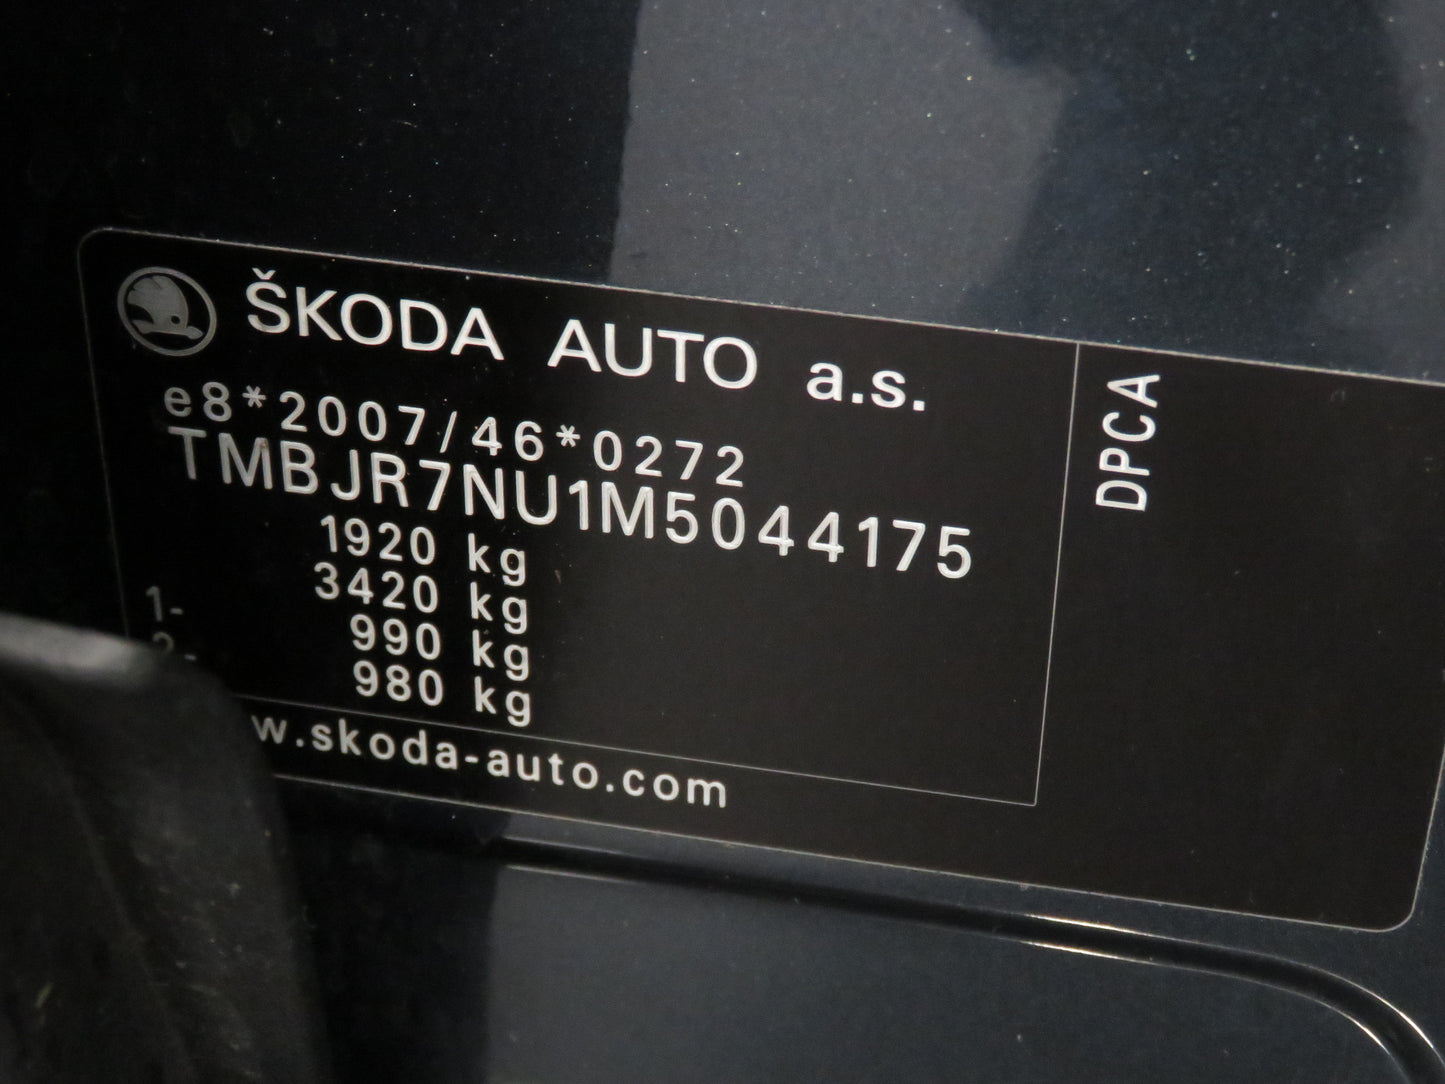 ŠKODA AUTO a.s.
e8*2007/46*0272
TMBJR7NU1M5044175
1920 kg
3420 kg
1- 990 kg
2- 980 kg
w.skoda-auto.com
DPCA